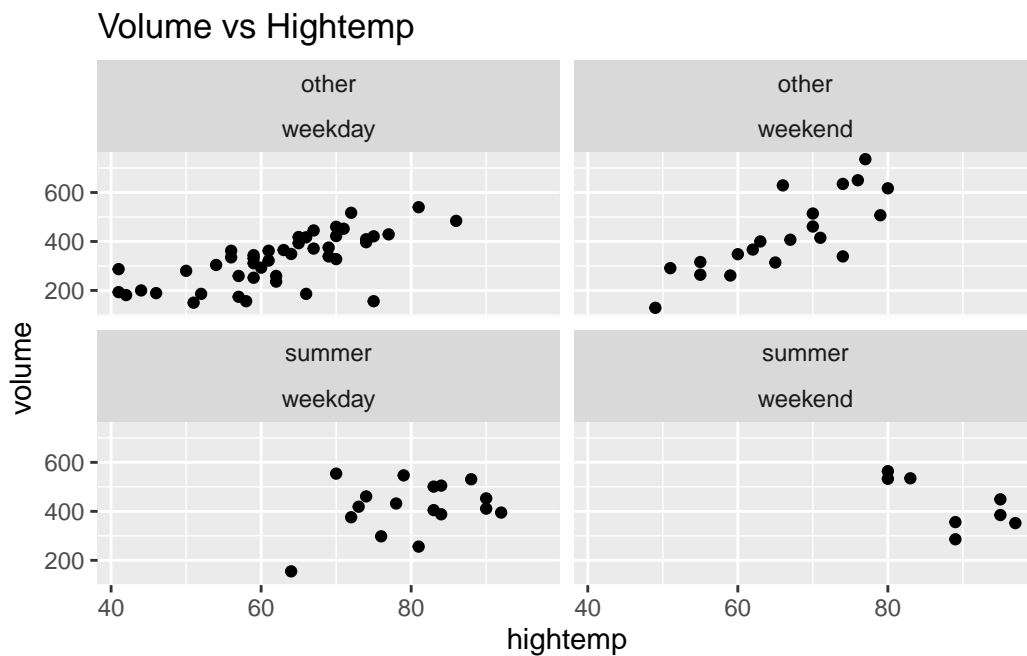 Volume vs Hightemp
other
weekday
other
weekend
600
400
200
summer
weekday
summer
weekend
600
400
200
volume
40
60
80
40
60
80
hightemp